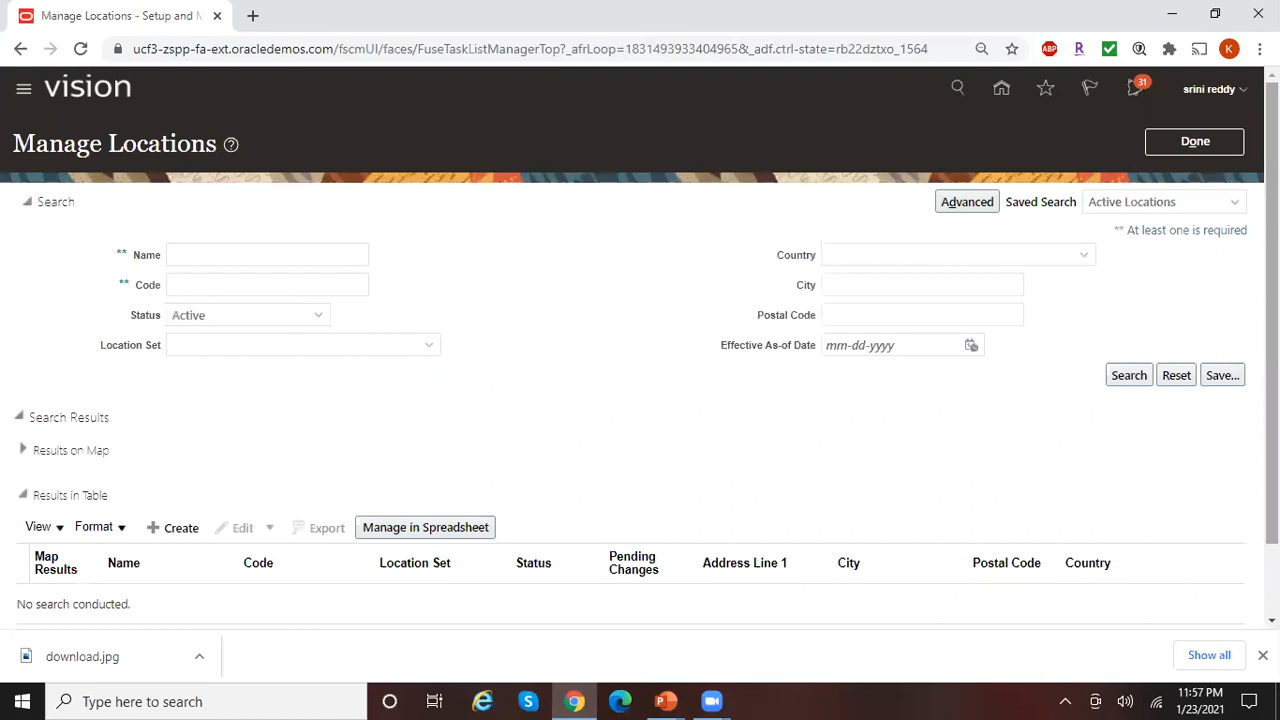 Manage Locations - Setup and M
ucf3-zspp-fa-ext.oracledemos.com/fscmUI/faces/FuseTaskListManagerTop?_afrLoop=1831493933404965&_adf.ctrl-state=rb22dztxo_1564
ABP
R
K
vision
31
srini reddy
Manage Locations ?
Done
Search
Advanced
Saved Search
Active Locations
** At least one is required
** Name
Country
** Code
City
Status
Active
Postal Code
Location Set
Effective As-of Date
mm-dd-yyyy
Search
Reset
Save...
Search Results
Results on Map
Results in Table
View
Format
Create
Edit
Export
Manage in Spreadsheet
Map Results
Name
Code
Location Set
Status
Pending Changes
Address Line 1
City
Postal Code
Country
No search conducted.
download.jpg
Show all
Type here to search
11:57 PM
1/23/2021